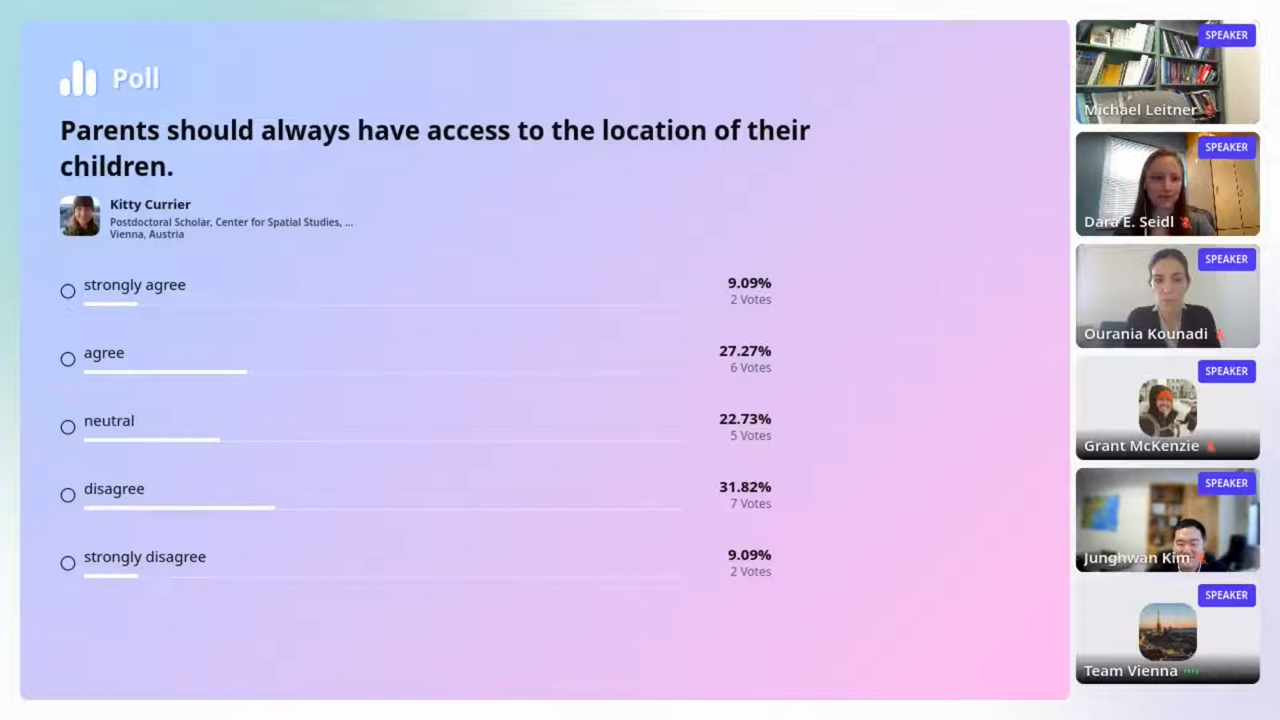 Poll
Parents should always have access to the location of their
children.
Kitty Currier
Postdoctoral Scholar, Center for Spatial Studies, ...
Vienna, Austria
strongly agree
9.09%
2 Votes
agree
27.27%
6 Votes
neutral
22.73%
5 Votes
disagree
31.82%
7 Votes
strongly disagree
9.09%
2 Votes
SPEAKER
Michael Leitner
SPEAKER
Dara E. Seidl
SPEAKER
Ourania Kounadi
SPEAKER
Grant McKenzie
SPEAKER
Junghwan Kim
SPEAKER
Team Vienna